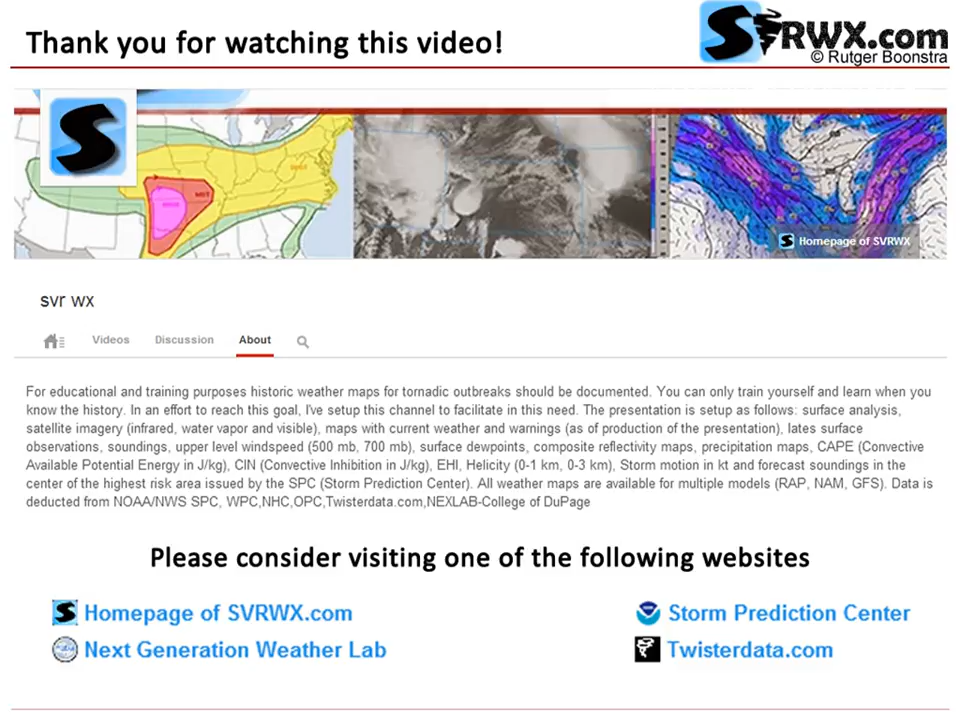 Thank you for watching this video!
SVRWX.com
© Rutger Boonstra
Homepage of SVRWX
svr wx
Videos Discussion About
For educational and training purposes historic weather maps for tornadic outbreaks should be documented. You can only train yourself and learn when you
know the history. In an effort to reach this goal, I've setup this channel to facilitate in this need. The presentation is setup as follows: surface analysis,
satellite imagery (infrared, water vapor and visible), maps with current weather and warnings (as of production of the presentation), lates surface
observations, soundings, upper level windspeed (500 mb, 700 mb), surface dewpoints, composite reflectivity maps, precipitation maps, CAPE (Convective
Available Potential Energy in J/kg), CIN (Convective Inhibition in J/kg), EHI, Helicity (0-1 km, 0-3 km), Storm motion in kt and forecast soundings in the
center of the highest risk area issued by the SPC (Storm Prediction Center). All weather maps are available for multiple models (RAP, NAM, GFS). Data is
deducted from NOAA/NWS SPC, WPC,NHC,OPC,Twisterdata.com,NEXLAB-College of DuPage
Please consider visiting one of the following websites
Homepage of SVRWX.com
Storm Prediction Center
Next Generation Weather Lab
Twisterdata.com